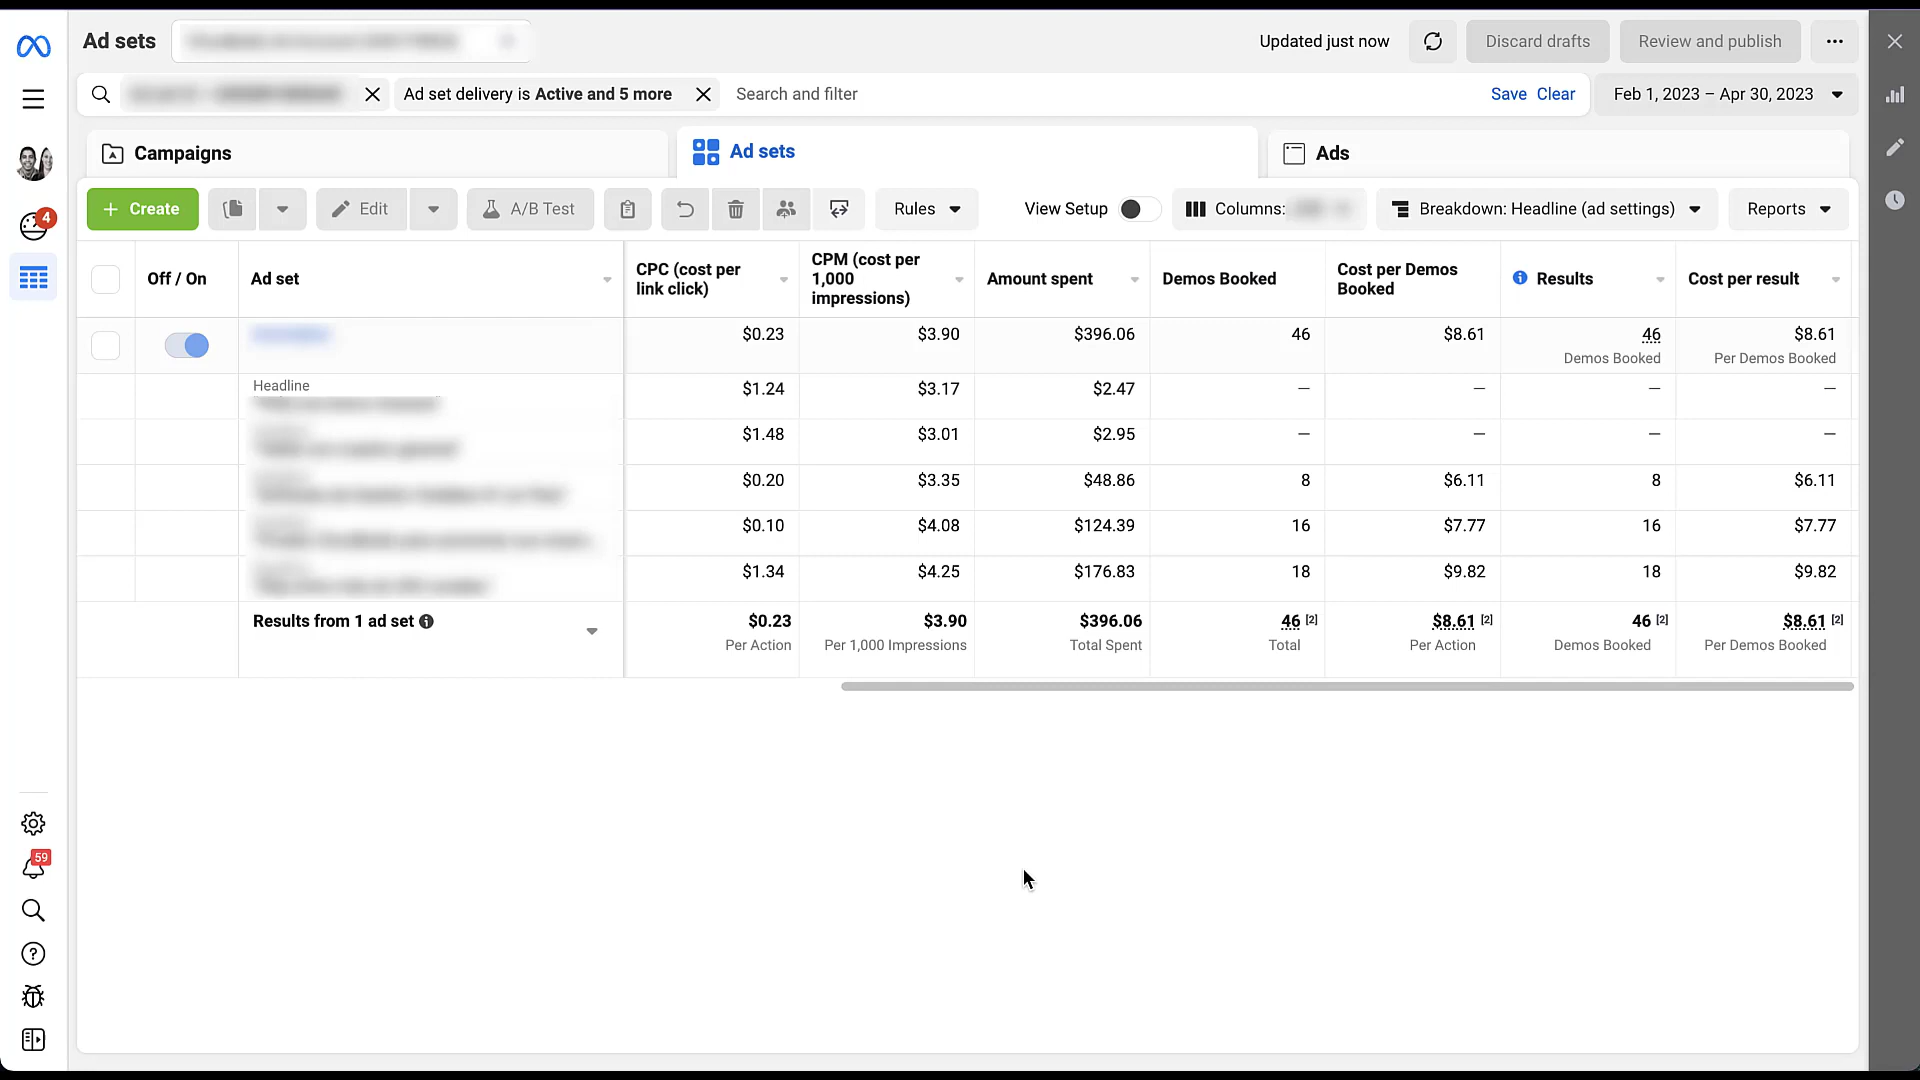 Ad sets
Updated just now
Discard drafts
Review and publish
Ad set delivery is Active and 5 more
Search and filter
Save
Clear
Feb 1, 2023 – Apr 30, 2023
Campaigns
Ad sets
Ads
4
+ Create
Edit
A/B Test
Rules
View Setup
Columns:
Breakdown: Headline (ad settings)
Reports
Off / On
Ad set
CPC (cost per
link click)
CPM (cost per
1,000
impressions)
Amount spent
Demos Booked
Cost per Demos
Booked
Results
Cost per result
$0.23
$3.90
$396.06
46
$8.61
46
Demos Booked
$8.61
Per Demos Booked
Headline
$1.24
$3.17
$2.47
—
—
—
—
$1.48
$3.01
$2.95
—
—
—
—
$0.20
$3.35
$48.86
8
$6.11
8
$6.11
$0.10
$4.08
$124.39
16
$7.77
16
$7.77
$1.34
$4.25
$176.83
18
$9.82
18
$9.82
Results from 1 ad set
$0.23
Per Action
$3.90
Per 1,000 Impressions
$396.06
Total Spent
46 [2]
Total
$8.61 [2]
Per Action
46 [2]
Demos Booked
$8.61 [2]
Per Demos Booked
59